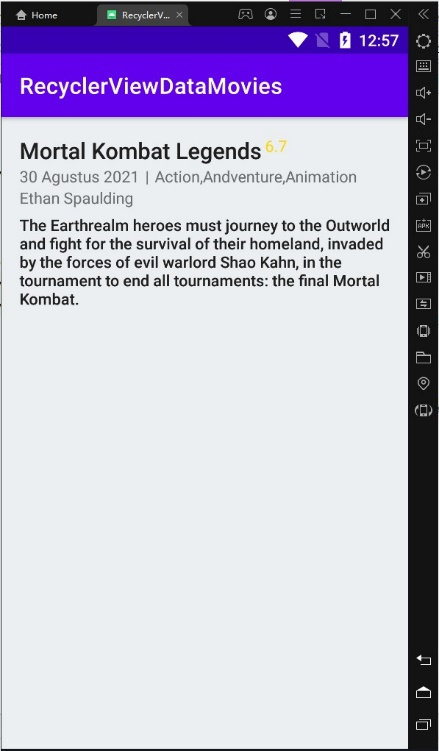 Home
RecyclerV...
12:57
RecyclerViewDataMovies
Mortal Kombat Legends 6.7
30 Agustus 2021 | Action,Andventure,Animation
Ethan Spaulding
The Earthrealm heroes must journey to the Outworld
and fight for the survival of their homeland, invaded
by the forces of evil warlord Shao Kahn, in the
tournament to end all tournaments: the final Mortal
Kombat.
APK